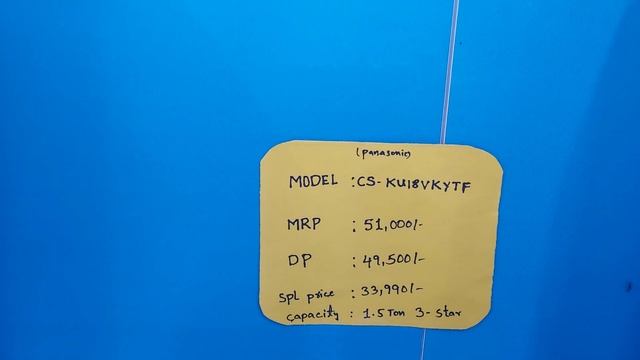 (panasonic)
MODEL : CS-KU18VKYTF
MRP : 51,000/-
DP : 49,500/-
Spl price : 33,990/-
capacity : 1.5 Ton 3-Star